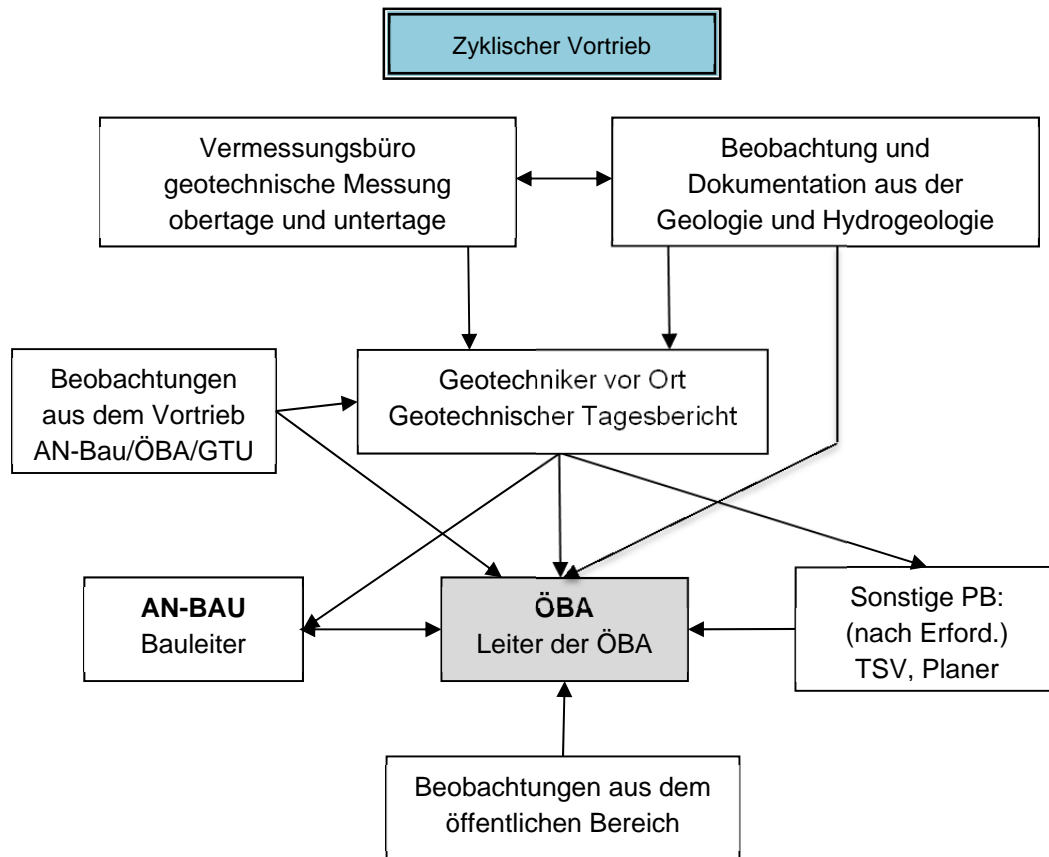 Zyklischer Vortrieb
Vermessungsbüro
geotechnische Messung
obertage und untertage
Beobachtung und
Dokumentation aus der
Geologie und Hydrogeologie
Beobachtungen
aus dem Vortrieb
AN-Bau/ÖBA/GTU
Geotechniker vor Ort
Geotechnischer Tagesbericht
AN-BAU
Bauleiter
ÖBA
Leiter der ÖBA
Sonstige PB:
(nach Erford.)
TSV, Planer
Beobachtungen aus dem
öffentlichen Bereich